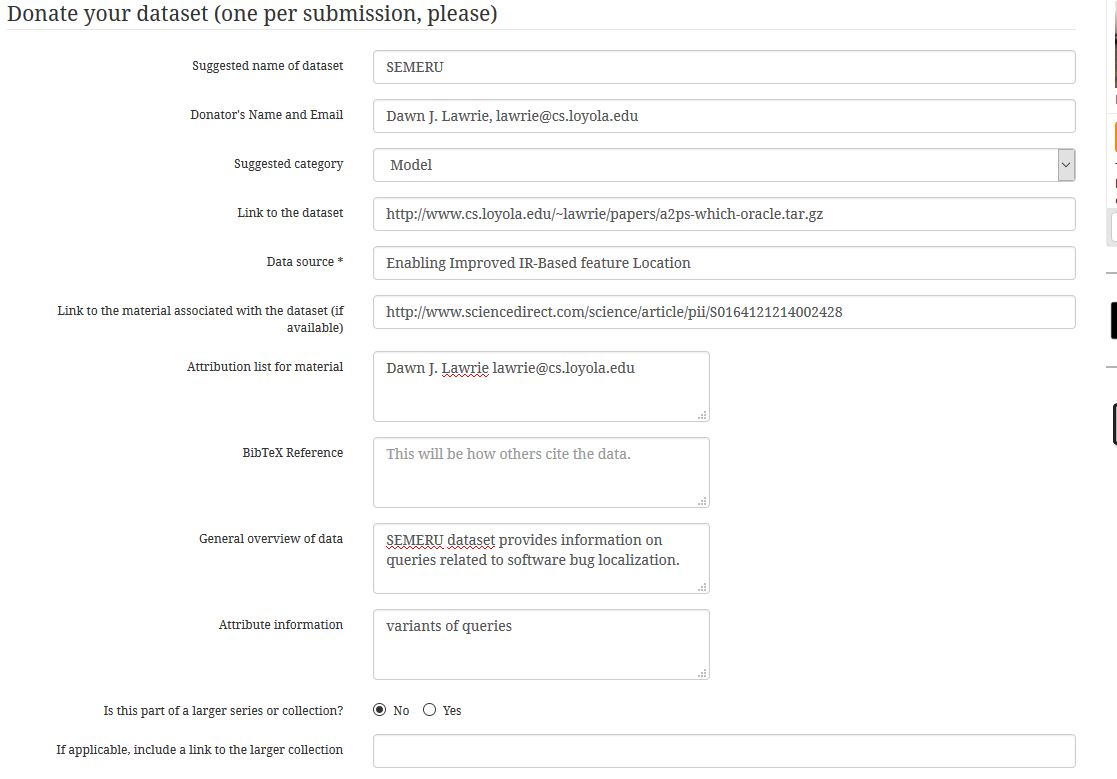 Donate your dataset (one per submission, please)
Suggested name of dataset
SEMERU
Donator's Name and Email
Dawn J. Lawrie, lawrie@cs.loyola.edu
Suggested category
Model
Link to the dataset
http://www.cs.loyola.edu/~lawrie/papers/a2ps-which-oracle.tar.gz
Data source *
Enabling Improved IR-Based feature Location
Link to the material associated with the dataset (if
available)
http://www.sciencedirect.com/science/article/pii/S0164121214002428
Attribution list for material
Dawn J. Lawrie lawrie@cs.loyola.edu
BibTeX Reference
This will be how others cite the data.
General overview of data
SEMERU dataset provides information on
queries related to software bug localization.
Attribute information
variants of queries
Is this part of a larger series or collection?
No Yes
If applicable, include a link to the larger collection